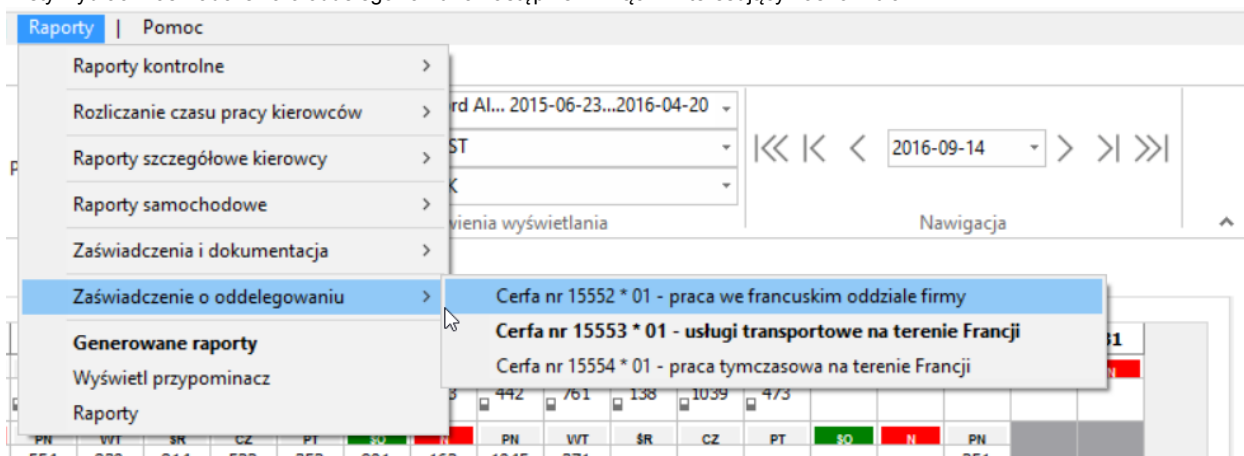 Raporty | Pomoc
Raporty kontrolne >
Rozliczanie czasu pracy kierowców >
Raporty szczegółowe kierowcy >
Raporty samochodowe >
Zaświadczenia i dokumentacja >
Zaświadczenie o oddelegowaniu >
Generowane raporty
Wyświetl przypominacz
Raporty
rd Al... 2015-06-23...2016-04-20
ST
K
wyświetlania
2016-09-14
Nawigacja
Cerfa nr 15552 * 01 - praca we francuskim oddziale firmy
Cerfa nr 15553 * 01 - usługi transportowe na terenie Francji
Cerfa nr 15554 * 01 - praca tymczasowa na terenie Francji
31
N
442 761 138 1039 473
PN WT ŚR CZ PT SO N PN WT ŚR CZ PT SO N PN